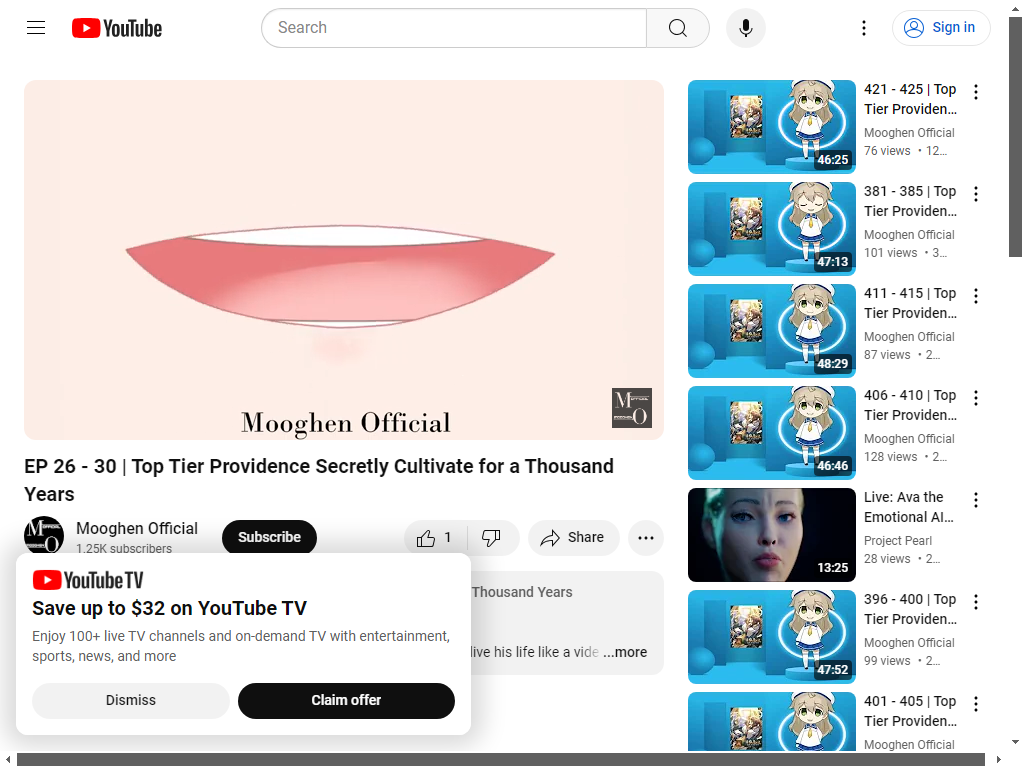 YouTube
Search
Sign in
Mooghen Official
EP 26 - 30 | Top Tier Providence Secretly Cultivate for a Thousand
Years
Mooghen Official
1.25K subscribers
Subscribe
1
Share
Thousand Years
live his life like a vide ...more
YouTube TV
Save up to $32 on YouTube TV
Enjoy 100+ live TV channels and on-demand TV with entertainment,
sports, news, and more
Dismiss
Claim offer
46:25
421 - 425 | Top
Tier Providen...
Mooghen Official
76 views • 12...
47:13
381 - 385 | Top
Tier Providen...
Mooghen Official
101 views • 3...
48:29
411 - 415 | Top
Tier Providen...
Mooghen Official
87 views • 2...
46:46
406 - 410 | Top
Tier Providen...
Mooghen Official
128 views • 2...
13:25
Live: Ava the
Emotional AI...
Project Pearl
28 views • 2...
47:52
396 - 400 | Top
Tier Providen...
Mooghen Official
99 views • 2...
401 - 405 | Top
Tier Providen...
Mooghen Official